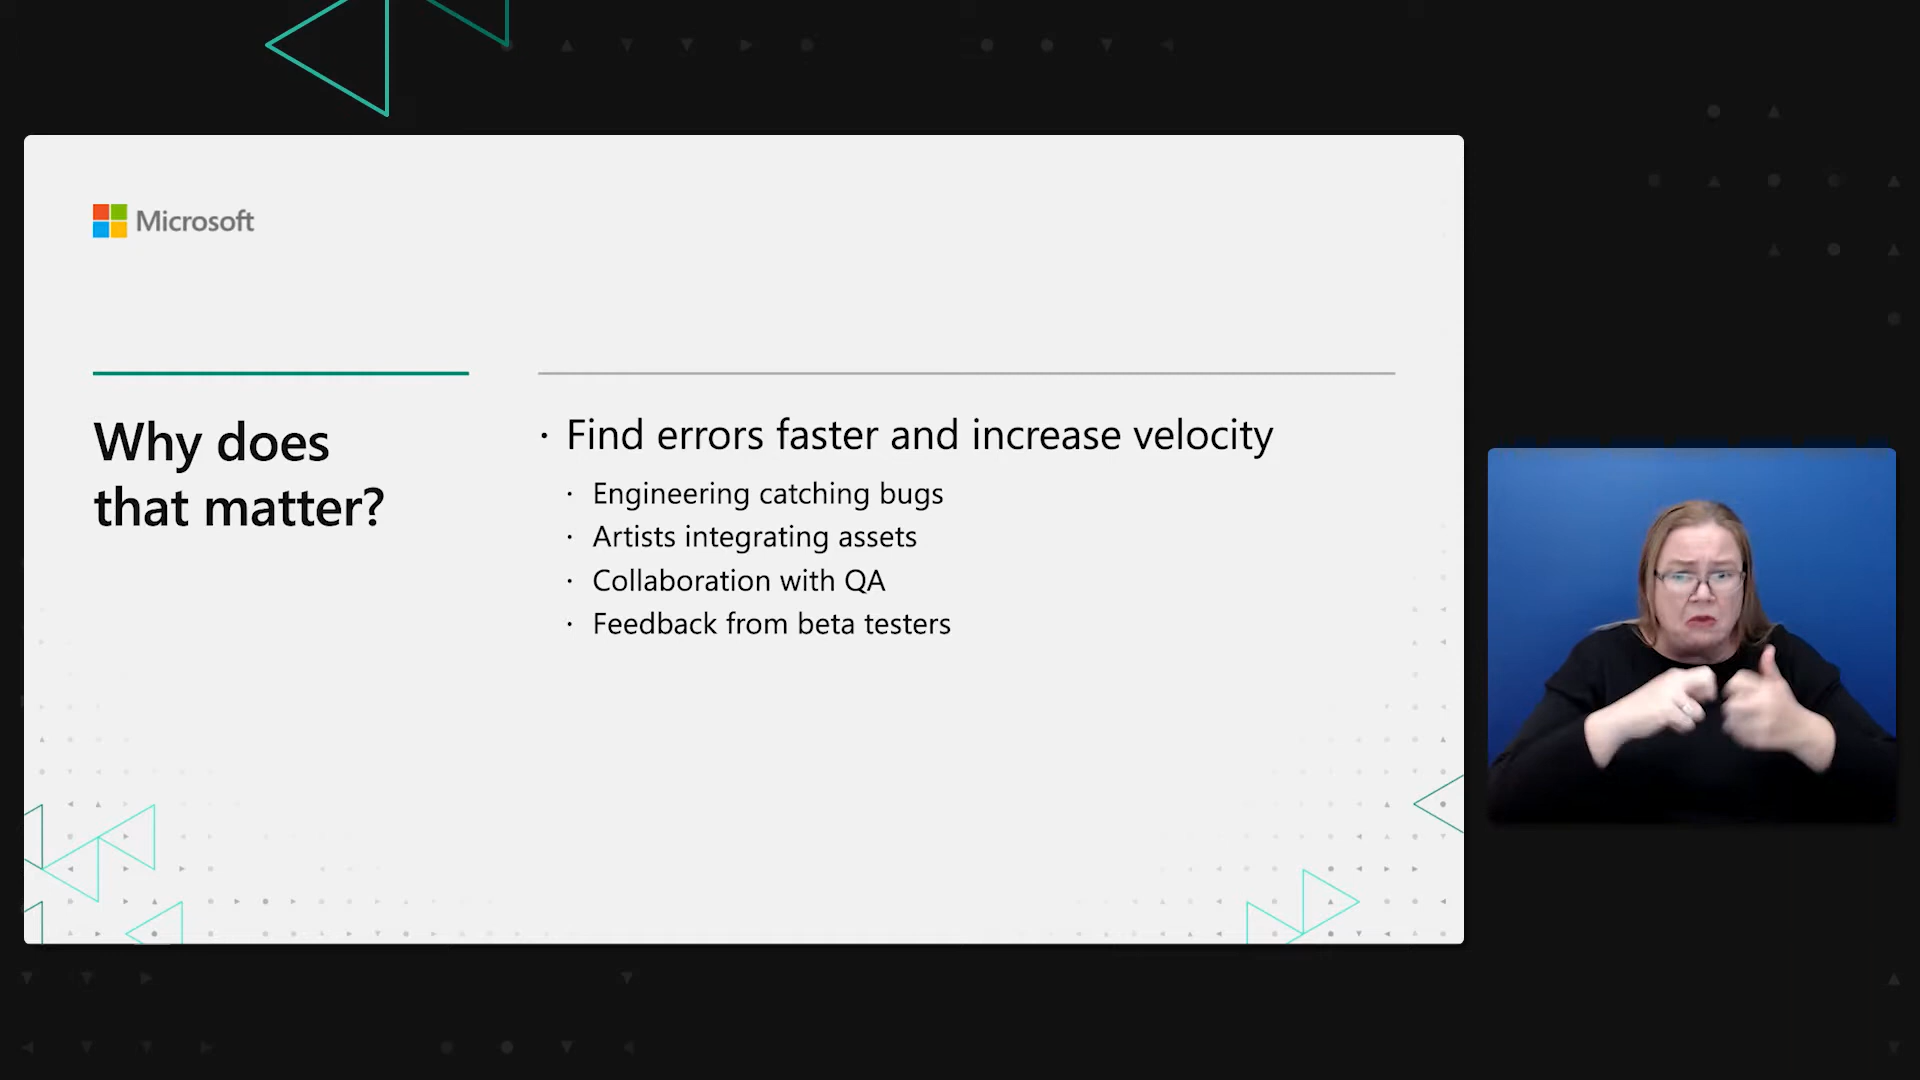 Microsoft
Why does
that matter?
· Find errors faster and increase velocity
· Engineering catching bugs
· Artists integrating assets
· Collaboration with QA
· Feedback from beta testers